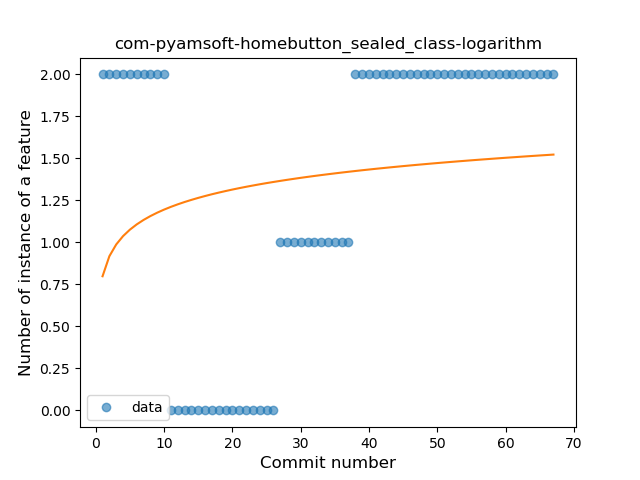 com-pyamsoft-homebutton_sealed_class-logarithm
Number of instance of a feature
2.00
1.75
1.50
1.25
1.00
0.75
0.50
0.25
0.00
data
0 10 20 30 40 50 60 70
Commit number